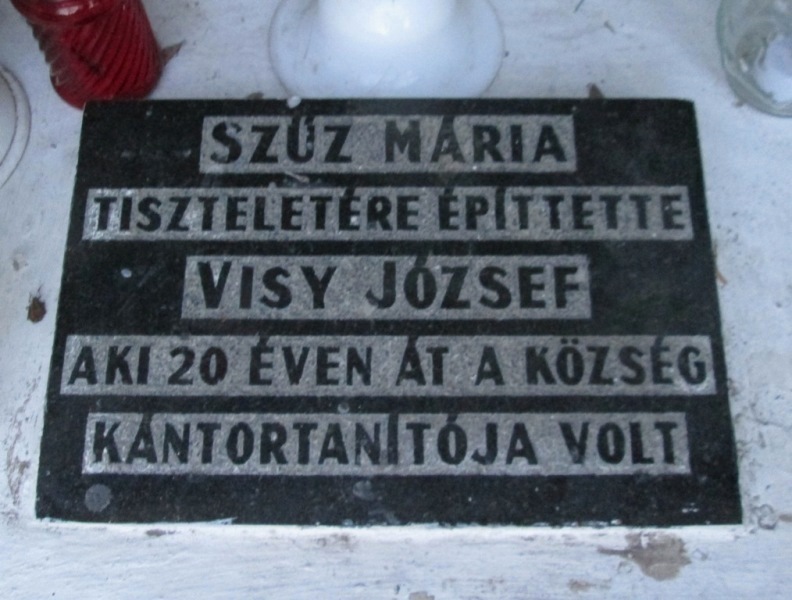 SZŰZ MÁRIA
TISZTELETÉRE ÉPÍTTETTE
VISY JÓZSEF
AKI 20 ÉVEN ÁT A KÖZSÉG
KÁNTORTANÍTÓJA VOLT